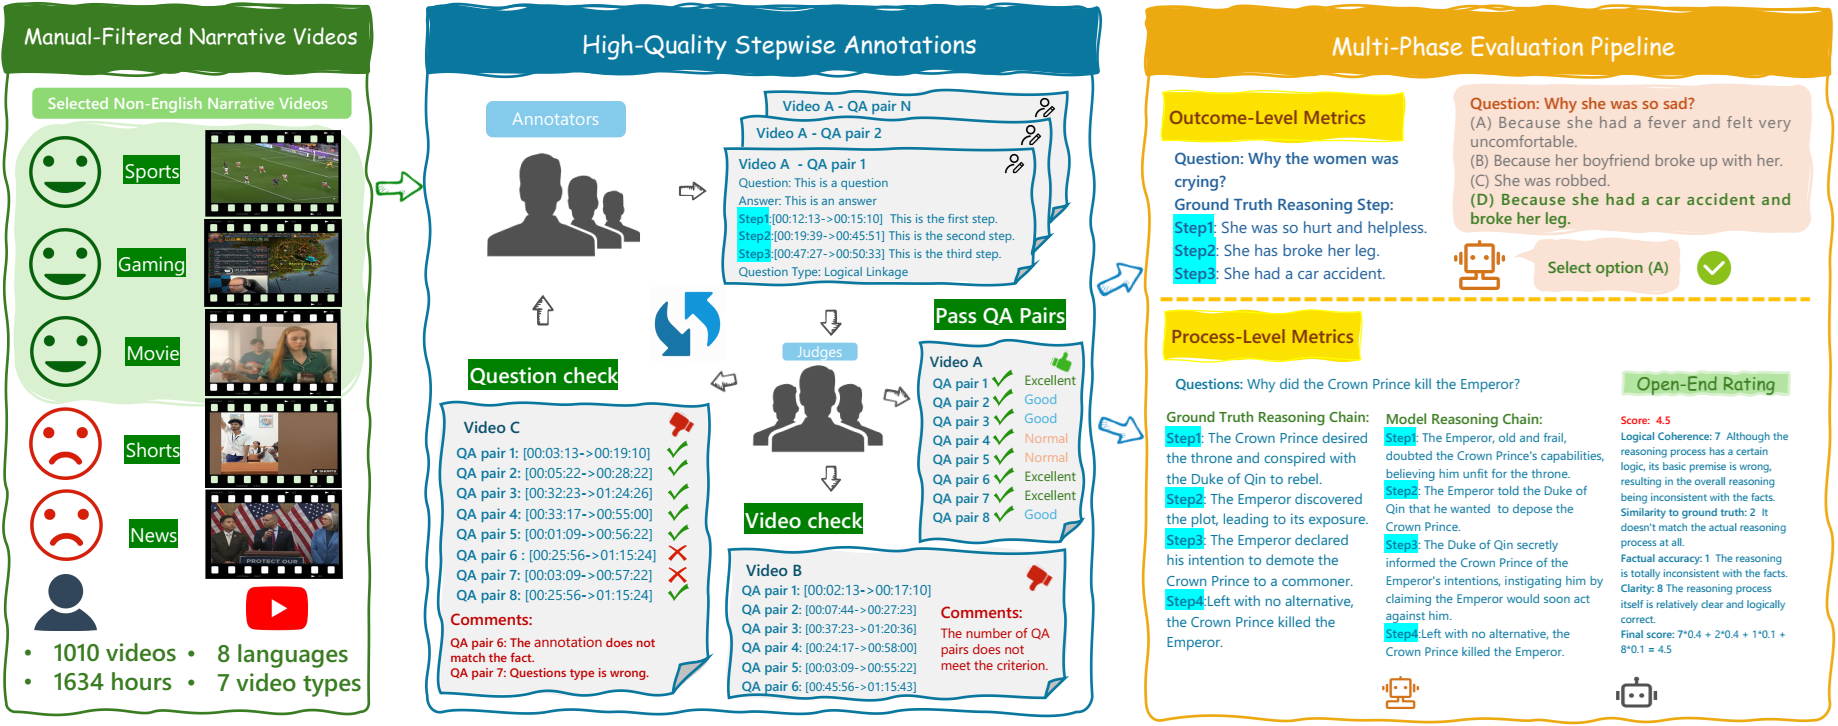 Manual-Filtered Narrative Videos
Selected Non-English Narrative Videos
Sports
Gaming
Movie
Shorts
News
PROTECT OUR
• 1010 videos • 8 languages
• 1634 hours • 7 video types
High-Quality Stepwise Annotations
Annotators
Video A - QA pair N
Video A - QA pair 2
Video A - QA pair 1
Question: This is a question
Answer: This is an answer
Step1:[00:12:13->00:15:10] This is the first step.
Step2:[00:19:39->00:45:51] This is the second step.
Step3:[00:47:27->00:50:33] This is the third step.
Question Type: Logical Linkage
Judges
Question check
Video C
QA pair 1: [00:03:13->00:19:10]
QA pair 2: [00:05:22->00:28:22]
QA pair 3: [00:32:23->01:24:26]
QA pair 4: [00:33:17->00:55:00]
QA pair 5: [00:01:09->00:56:22]
QA pair 6 : [00:25:56->01:15:24]
QA pair 7: [00:03:09->00:57:22]
QA pair 8: [00:25:56->01:15:24]
Comments:
QA pair 6: The annotation does not
match the fact.
QA pair 7: Questions type is wrong.
Pass QA Pairs
Video A
QA pair 1 Excellent
QA pair 2 Good
QA pair 3 Good
QA pair 4 Normal
QA pair 5 Normal
QA pair 6 Excellent
QA pair 7 Excellent
QA pair 8 Good
Video check
Video B
QA pair 1: [00:02:13->00:17:10]
QA pair 2: [00:07:44->00:27:23]
QA pair 3: [00:37:23->01:20:36]
QA pair 4: [00:24:17->00:58:00]
QA pair 5: [00:03:09->00:55:22]
QA pair 6: [00:45:56->01:15:43]
Comments:
The number of QA
pairs does not
meet the criterion.
Multi-Phase Evaluation Pipeline
Outcome-Level Metrics
Question: Why the women was
crying?
Ground Truth Reasoning Step:
Step1: She was so hurt and helpless.
Step2: She has broke her leg.
Step3: She had a car accident.
Question: Why she was so sad?
(A) Because she had a fever and felt very
uncomfortable.
(B) Because her boyfriend broke up with her.
(C) She was robbed.
(D) Because she had a car accident and
broke her leg.
Select option (A)
Process-Level Metrics
Questions: Why did the Crown Prince kill the Emperor?
Ground Truth Reasoning Chain:
Step1: The Crown Prince desired
the throne and conspired with
the Duke of Qin to rebel.
Step2: The Emperor discovered
the plot, leading to its exposure.
Step3: The Emperor declared
his intention to demote the
Crown Prince to a commoner.
Step4:Left with no alternative,
the Crown Prince killed the
Emperor.
Model Reasoning Chain:
Step1: The Emperor, old and frail,
doubted the Crown Prince's capabilities,
believing him unfit for the throne.
Step2: The Emperor told the Duke of
Qin that he wanted to depose the
Crown Prince.
Step3: The Duke of Qin secretly
informed the Crown Prince of the
Emperor's intentions, instigating him by
claiming the Emperor would soon act
against him.
Step4:Left with no alternative, the
Crown Prince killed the Emperor.
Open-End Rating
Score: 4.5
Logical Coherence: 7 Although the
reasoning process has a certain
logic, its basic premise is wrong,
resulting in the overall reasoning
being inconsistent with the facts.
Similarity to ground truth: 2 It
doesn't match the actual reasoning
process at all.
Factual accuracy: 1 The reasoning
is totally inconsistent with the facts.
Clarity: 8 The reasoning process
itself is relatively clear and logically
correct.
Final score: 7*0.4 + 2*0.4 + 1*0.1 +
8*0.1 = 4.5